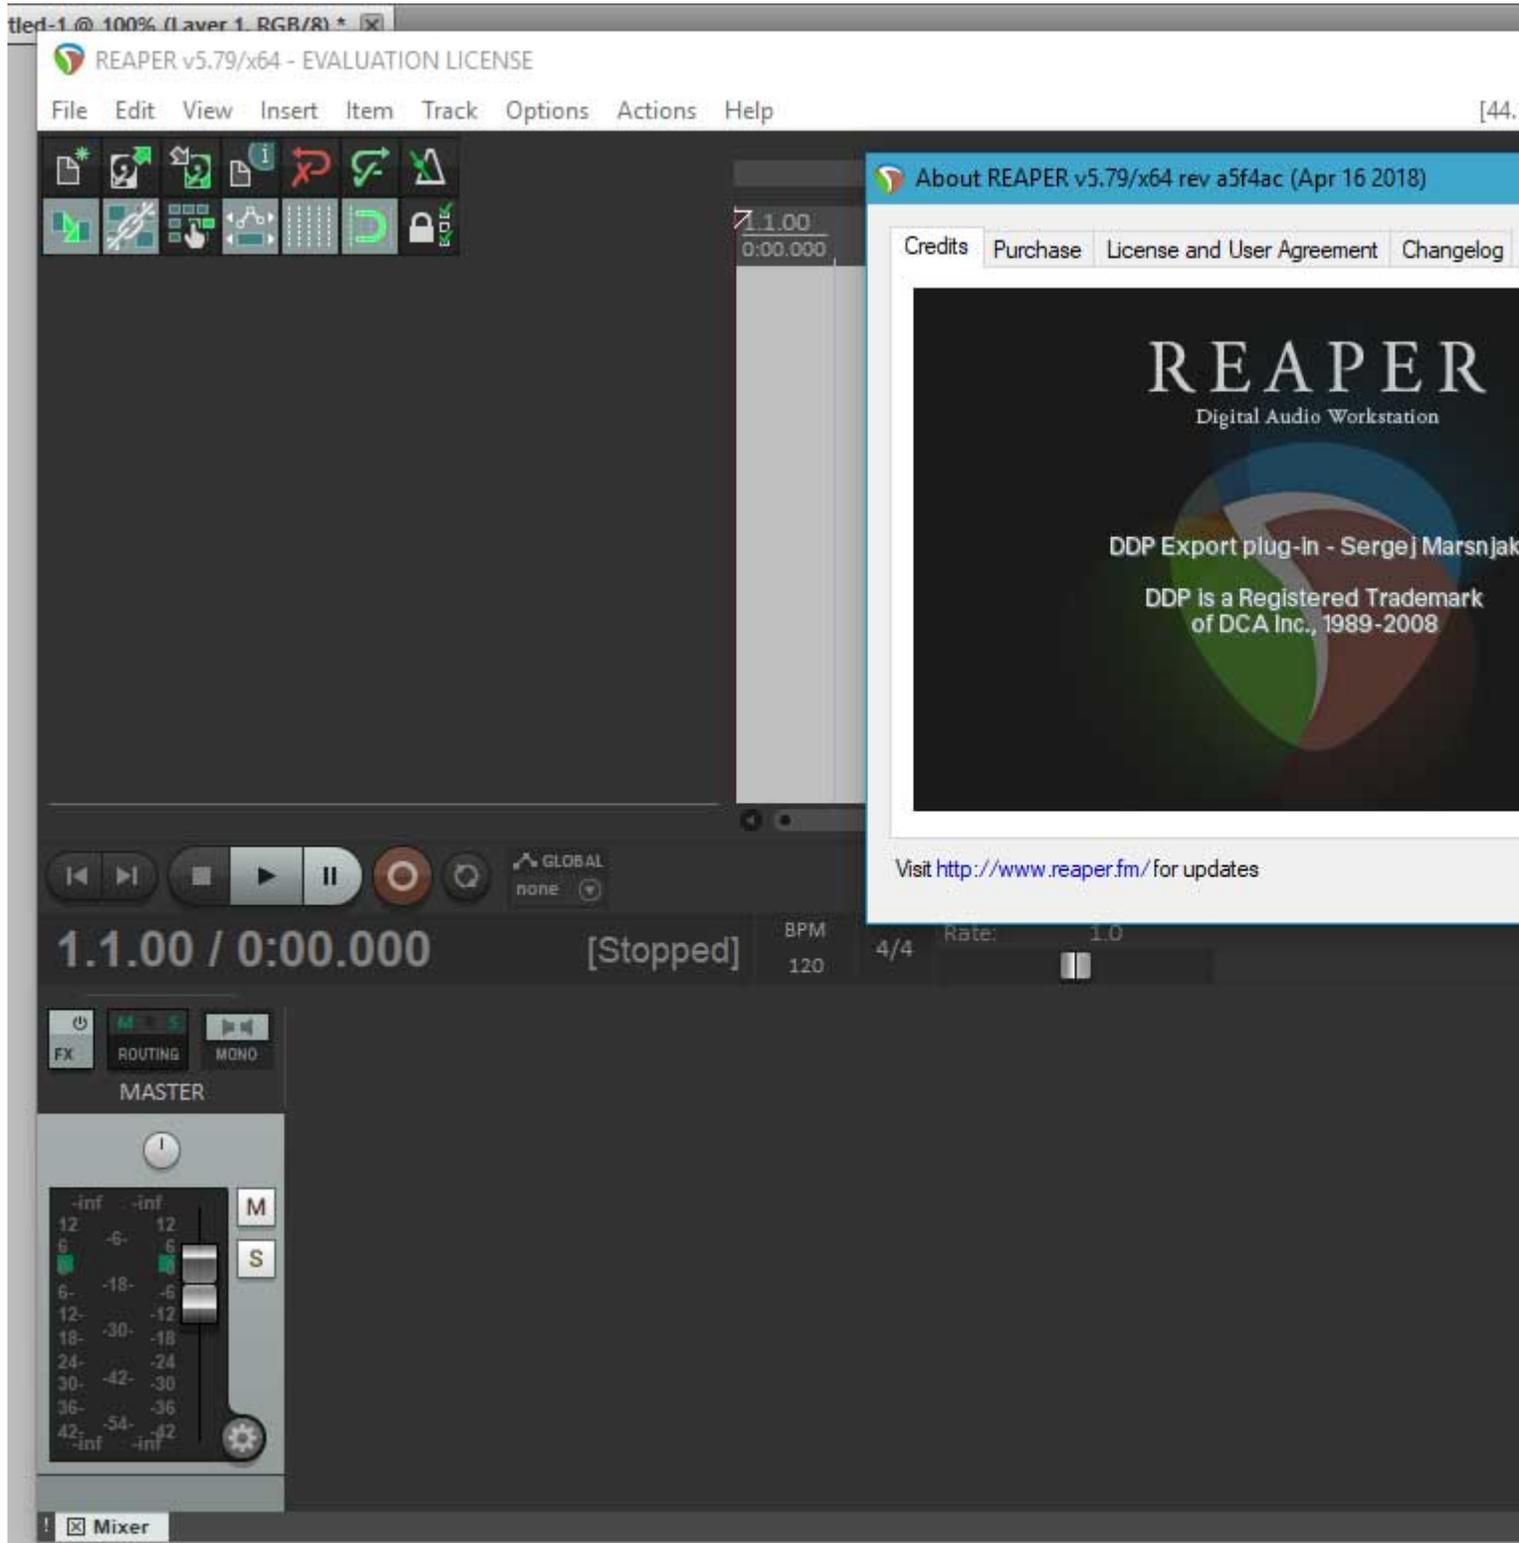 tled-1 @ 100% (Layer 1, RGB/8) *
REAPER v5.79/x64 - EVALUATION LICENSE
File Edit View Insert Item Track Options Actions Help [44.
About REAPER v5.79/x64 rev a5f4ac (Apr 16 2018)
1.1.00
0:00.000
Credits Purchase License and User Agreement Changelog
REAPER
Digital Audio Workstation
DDP Export plug-in - Sergej Marsnjak
DDP is a Registered Trademark
of DCA Inc., 1989-2008
Visit http://www.reaper.fm/ for updates
GLOBAL
none
1.1.00 / 0:00.000 [Stopped]
BPM
120
4/4
Rate: 1.0
M S
FX ROUTING MONO
MASTER
-inf -inf M
12 12
-6-
6 6
S
-18-
6- -6
12- -12
-30-
18- -18
24- -24
-42-
30- -30
36- -36
-54-
42- -42
-inf -inf
! Mixer